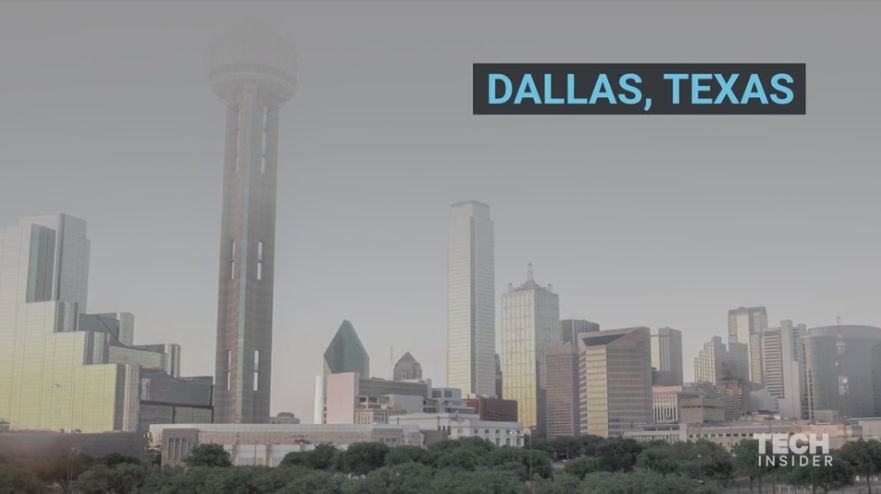 DALLAS, TEXAS
TECH
INSIDER